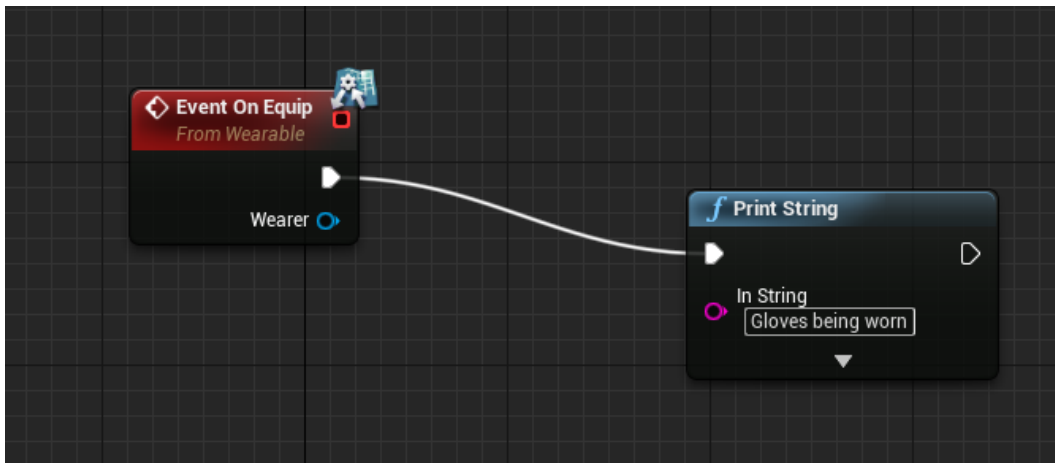 Event On Equip
From Wearable
Wearer
f Print String
In String
Gloves being worn